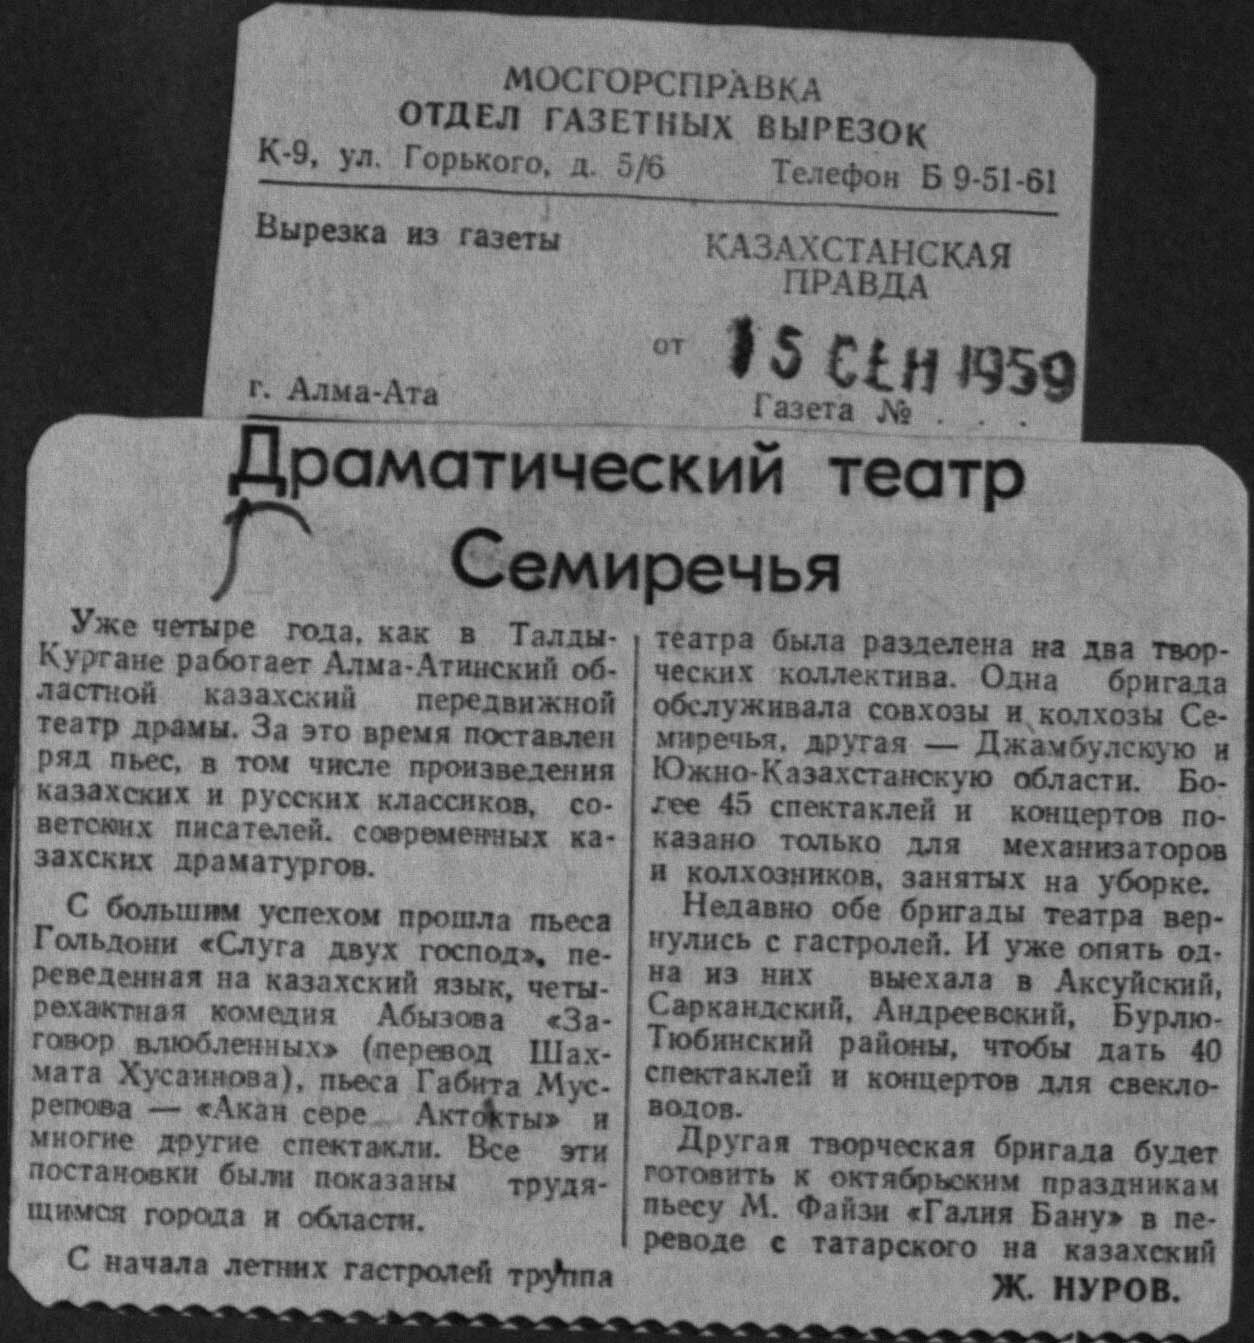 МОСГОРСПРАВКА
ОТДЕЛ ГАЗЕТНЫХ ВЫРЕЗОК
К-9, ул. Горького, д. 5/6 Телефон Б 9-51-61
Вырезка из газеты
КАЗАХСТАНСКАЯ
ПРАВДА
от 15 СЕН 1959
г. Алма-Ата
Газета № . . .
Драматический театр
Семиречья
Уже четыре года, как в Талды-
Кургане работает Алма-Атинский об-
ластной казахский передвижной
театр драмы. За это время поставлен
ряд пьес, в том числе произведения
казахских и русских классиков, со-
ветских писателей. современных ка-
захских драматургов.
С большим успехом прошла пьеса
Гольдони «Слуга двух господ», пе-
реведенная на казахский язык, четы-
рехактная комедия Абызова «За-
говор влюбленных» (перевод Шах-
мата Хусаинова), пьеса Габита Мус-
репова — «Акан сере — Актокты» и
многие другие спектакли. Все эти
постановки были показаны трудя-
щимся города и области.
С начала летних гастролей труппа
театра была разделена на два твор-
ческих коллектива. Одна бригада
обслуживала совхозы и колхозы Се-
миречья, другая — Джамбулскую и
Южно-Казахстанскую области. Бо-
лее 45 спектаклей и концертов по-
казано только для механизаторов
и колхозников, занятых на уборке.
Недавно обе бригады театра вер-
нулись с гастролей. И уже опять од-
на из них выехала в Аксуйский,
Саркандский, Андреевский, Бурлю-
Тюбинский районы, чтобы дать 40
спектаклей и концертов для свекло-
водов.
Другая творческая бригада будет
готовить к октябрьским праздникам
пьесу М. Файзи «Галия Бану» в пе-
реводе с татарского на казахский
Ж. НУРОВ.